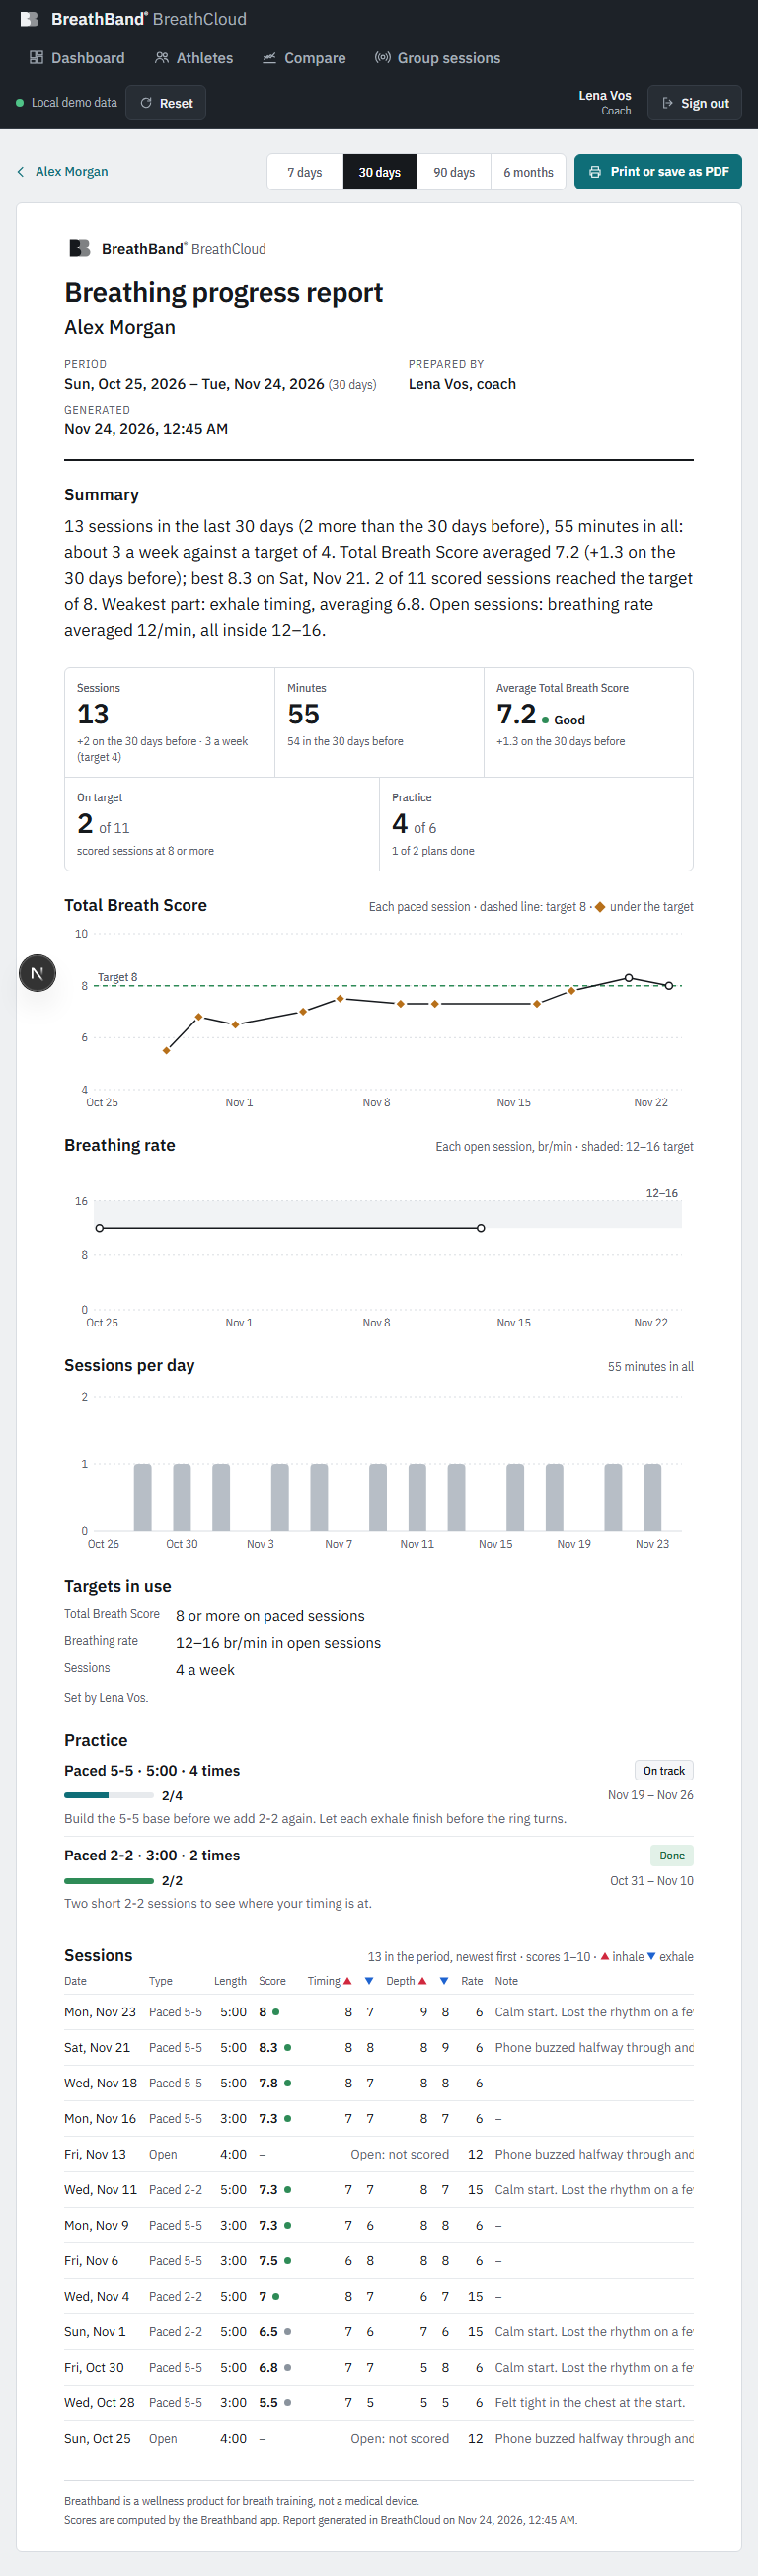 BreathBand® BreathCloud
Dashboard Athletes Compare Group sessions
Local demo data Reset Lena Vos Sign out
Coach
Alex Morgan 7 days 30 days 90 days 6 months Print or save as PDF
BreathBand® BreathCloud
Breathing progress report
Alex Morgan
PERIOD PREPARED BY
Sun, Oct 25, 2026 – Tue, Nov 24, 2026 (30 days) Lena Vos, coach
GENERATED
Nov 24, 2026, 12:45 AM
Summary
13 sessions in the last 30 days (2 more than the 30 days before), 55 minutes in all:
about 3 a week against a target of 4. Total Breath Score averaged 7.2 (+1.3 on the
30 days before); best 8.3 on Sat, Nov 21. 2 of 11 scored sessions reached the target
of 8. Weakest part: exhale timing, averaging 6.8. Open sessions: breathing rate
averaged 12/min, all inside 12–16.
Sessions Minutes Average Total Breath Score
13 55 7.2 Good
+2 on the 30 days before · 3 a week 54 in the 30 days before +1.3 on the 30 days before
(target 4)
On target Practice
2 of 11 4 of 6
scored sessions at 8 or more 1 of 2 plans done
Total Breath Score Each paced session · dashed line: target 8 · ◆ under the target
10
Target 8
8
6
4
Oct 25 Nov 1 Nov 8 Nov 15 Nov 22
Breathing rate Each open session, br/min · shaded: 12–16 target
12–16
16
8
0
Oct 25 Nov 1 Nov 8 Nov 15 Nov 22
Sessions per day 55 minutes in all
2
1
0
Oct 26 Oct 30 Nov 3 Nov 7 Nov 11 Nov 15 Nov 19 Nov 23
Targets in use
Total Breath Score 8 or more on paced sessions
Breathing rate 12–16 br/min in open sessions
Sessions 4 a week
Set by Lena Vos.
Practice
Paced 5-5 · 5:00 · 4 times On track
2/4 Nov 19 – Nov 26
Build the 5-5 base before we add 2-2 again. Let each exhale finish before the ring turns.
Paced 2-2 · 3:00 · 2 times Done
2/2 Oct 31 – Nov 10
Two short 2-2 sessions to see where your timing is at.
Sessions 13 in the period, newest first · scores 1–10 · ▲ inhale ▼ exhale
Date Type Length Score Timing ▲ ▼ Depth ▲ ▼ Rate Note
Mon, Nov 23 Paced 5-5 5:00 8 8 7 9 8 6 Calm start. Lost the rhythm on a fe
Sat, Nov 21 Paced 5-5 5:00 8.3 8 8 8 9 6 Phone buzzed halfway through and
Wed, Nov 18 Paced 5-5 5:00 7.8 8 7 8 8 6 –
Mon, Nov 16 Paced 5-5 3:00 7.3 7 7 8 7 6 –
Fri, Nov 13 Open 4:00 – Open: not scored 12 Phone buzzed halfway through and
Wed, Nov 11 Paced 2-2 5:00 7.3 7 7 8 7 15 Calm start. Lost the rhythm on a fe
Mon, Nov 9 Paced 5-5 3:00 7.3 7 6 8 8 6 –
Fri, Nov 6 Paced 5-5 3:00 7.5 6 8 8 8 6 –
Wed, Nov 4 Paced 2-2 5:00 7 8 7 6 7 15 –
Sun, Nov 1 Paced 2-2 5:00 6.5 7 6 7 6 15 Calm start. Lost the rhythm on a fe
Fri, Oct 30 Paced 5-5 5:00 6.8 7 7 5 8 6 Calm start. Lost the rhythm on a fe
Wed, Oct 28 Paced 5-5 3:00 5.5 7 5 5 5 6 Felt tight in the chest at the start.
Sun, Oct 25 Open 4:00 – Open: not scored 12 Phone buzzed halfway through and
Breathband is a wellness product for breath training, not a medical device.
Scores are computed by the Breathband app. Report generated in BreathCloud on Nov 24, 2026, 12:45 AM.